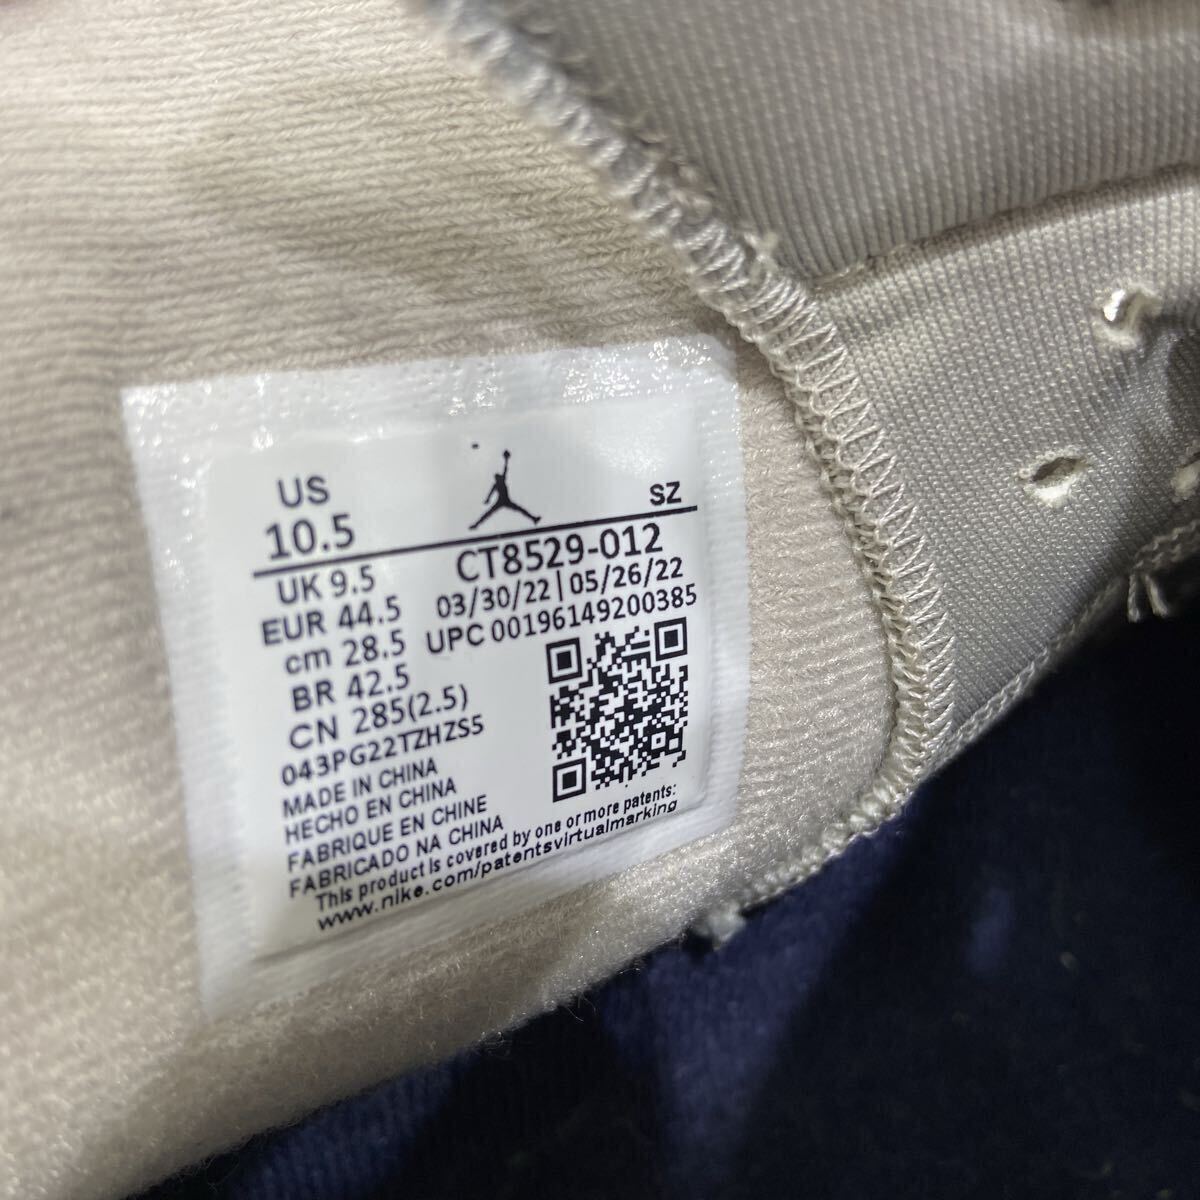 US
10.5
SZ
UK 9.5
CT8529-012
EUR 44.5
03/30/22 | 05/26/22
cm 28.5
UPC 00196149200385
BR 42.5
CN 285(2.5)
043PG22TZHZS5
MADE IN CHINA
HECHO EN CHINA
FABRIQUE EN CHINE
FABRICADO NA CHINA
This product is covered by one or more patents:
www.nike.com/patentsvirtualmarking